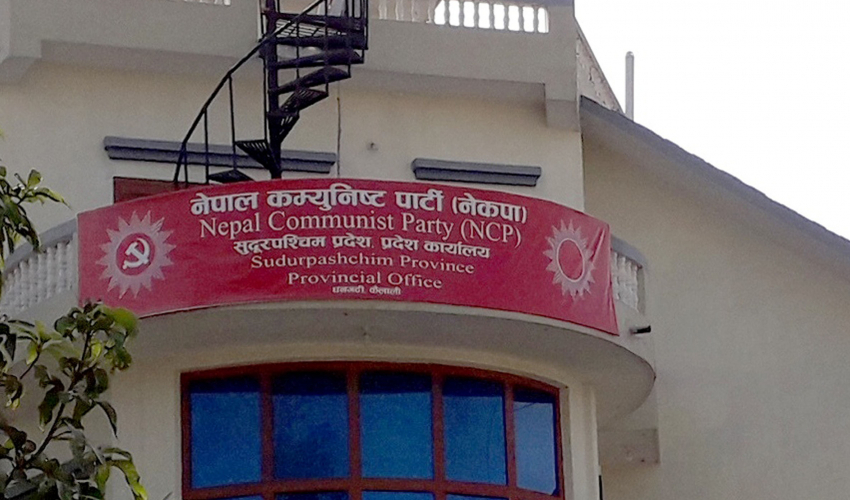 नेपाल कम्युनिष्ट पार्टी (नेकपा)
Nepal Communist Party (NCP)
सुदूरपश्चिम प्रदेश, प्रदेश कार्यालय
Sudurpashchim Province
Provincial Office
धनगढी, कैलाली